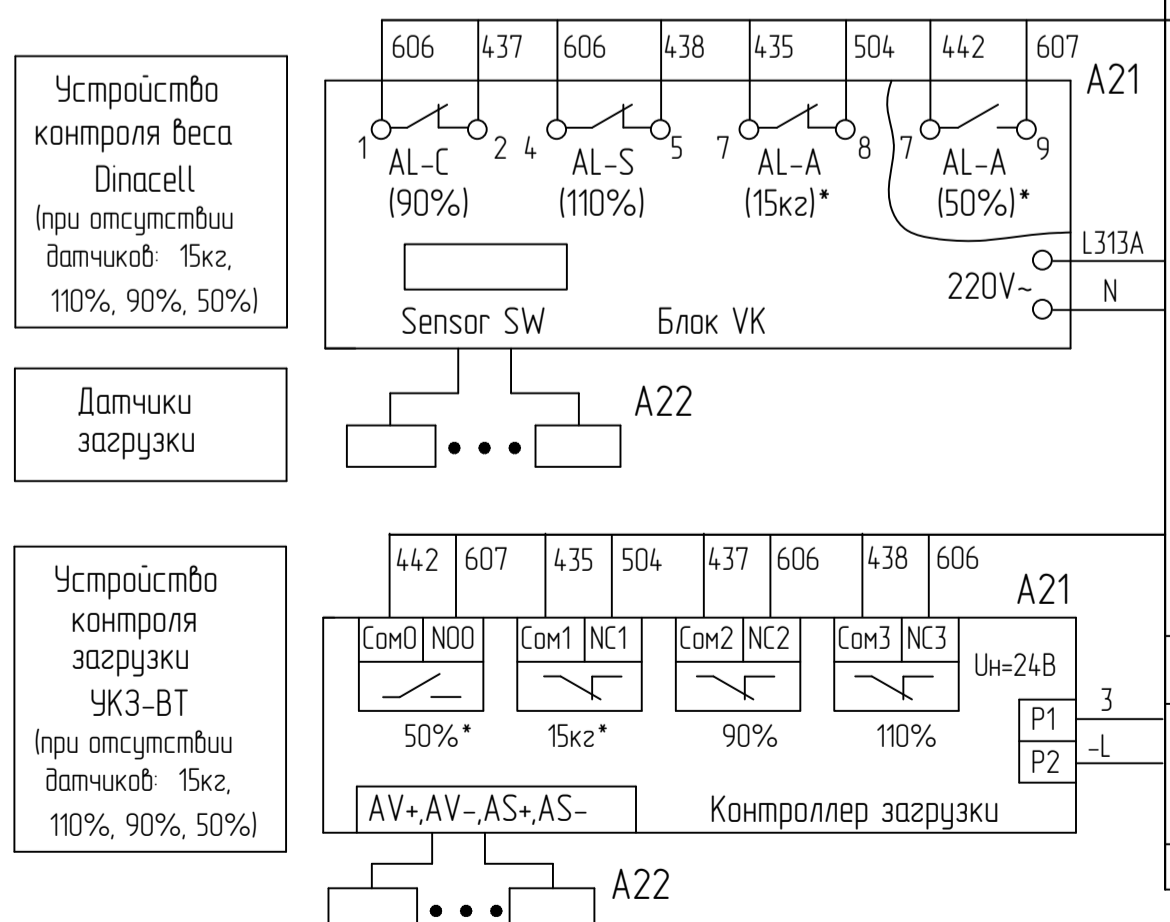 606 437 606 438 435 504 442 607
A21
Устройство
контроля веса
Dinacell
(при отсутствии
датчиков: 15кг,
110%, 90%, 50%)
1 2 4 5 7 8 7 9
AL-C AL-S AL-A AL-A
(90%) (110%) (15кг)* (50%)*
L313A
220V~
N
Sensor SW Блок VK
Датчики
загрузки
A22
442 607 435 504 437 606 438 606
A21
Устройство
контроля
загрузки
УКЗ-ВТ
(при отсутствии
датчиков: 15кг,
110%, 90%, 50%)
Com0 NO0 Com1 NC1 Com2 NC2 Com3 NC3
Uн=24В
50%* 15кг* 90% 110%
P1 3
P2 -L
AV+,AV-,AS+,AS- Контроллер загрузки
A22